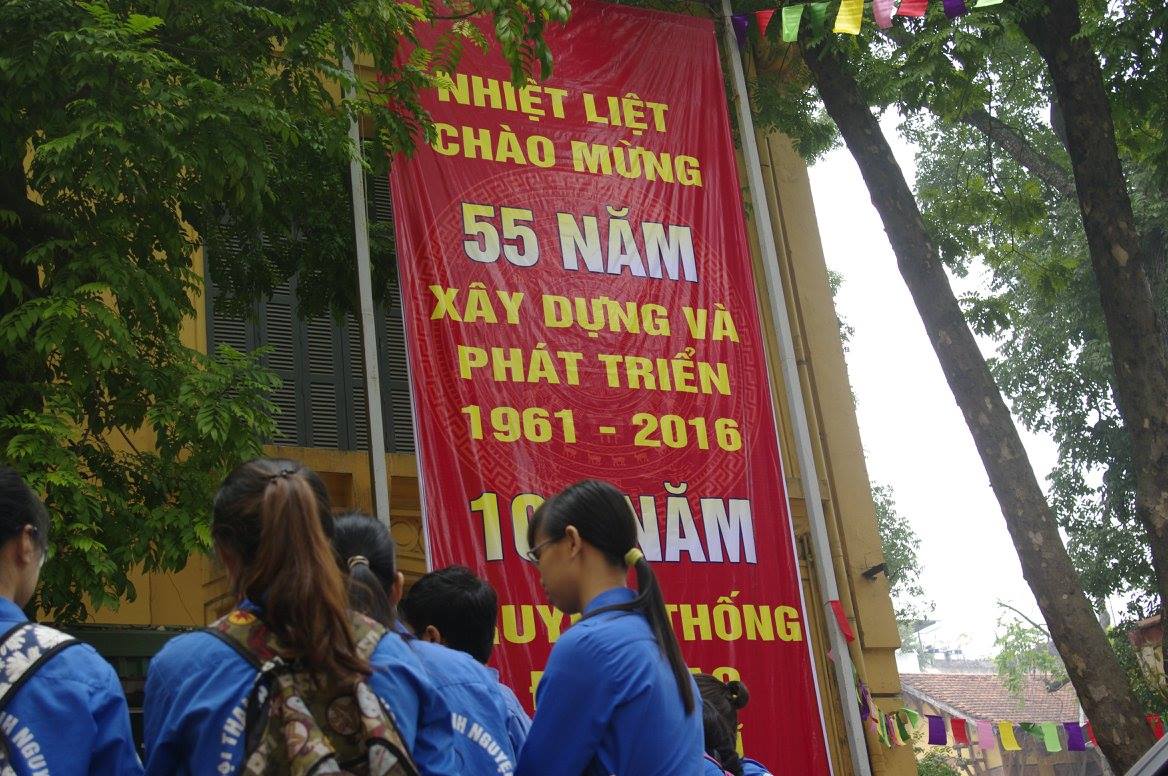 NHIỆT LIỆT
CHÀO MỪNG
55 NĂM
XÂY DỰNG VÀ
PHÁT TRIỂN
1961 - 2016
NĂM
THỐNG